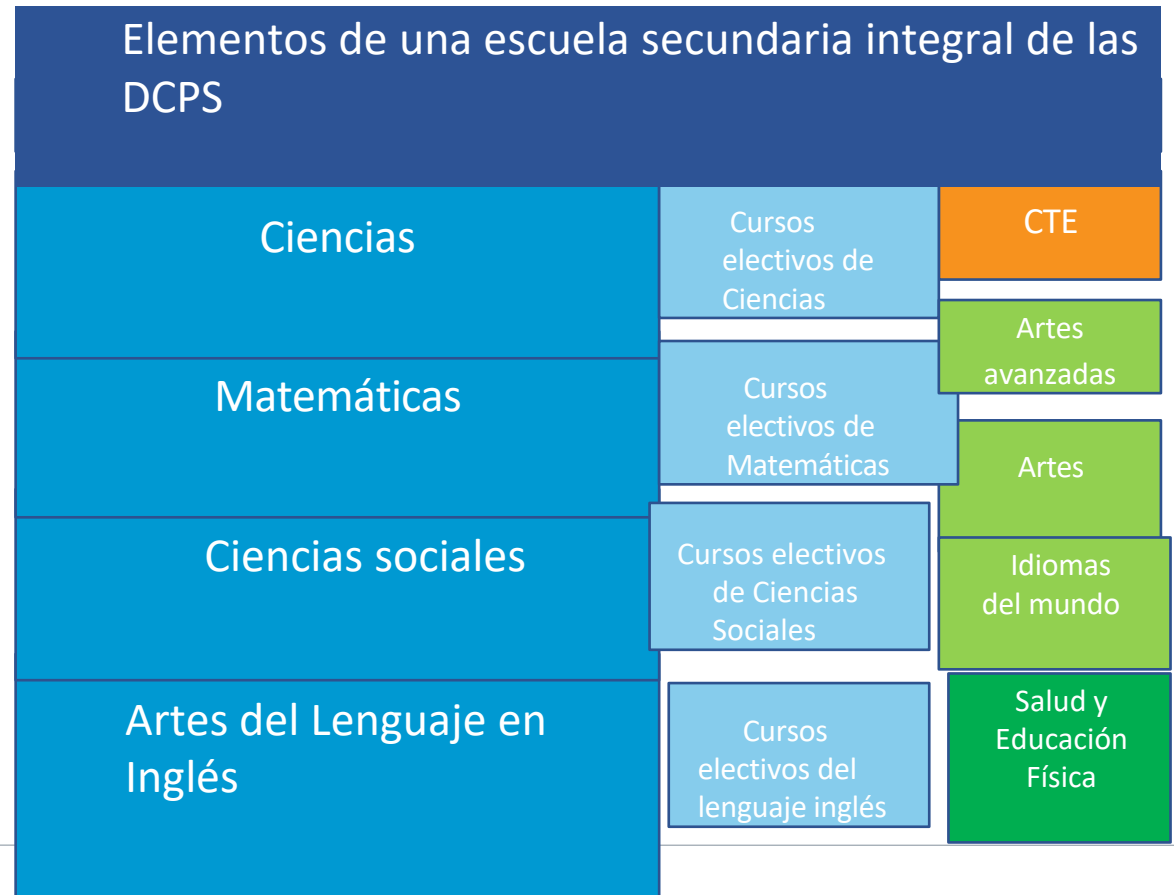 Elementos de una escuela secundaria integral de las
DCPS
Ciencias
Cursos
electivos de
Ciencias
CTE
Artes
avanzadas
Matemáticas
Cursos
electivos de
Matemáticas
Artes
Ciencias sociales
Cursos electivos
de Ciencias
Sociales
Idiomas
del mundo
Artes del Lenguaje en
Inglés
Cursos
electivos del
lenguaje inglés
Salud y
Educación
Física